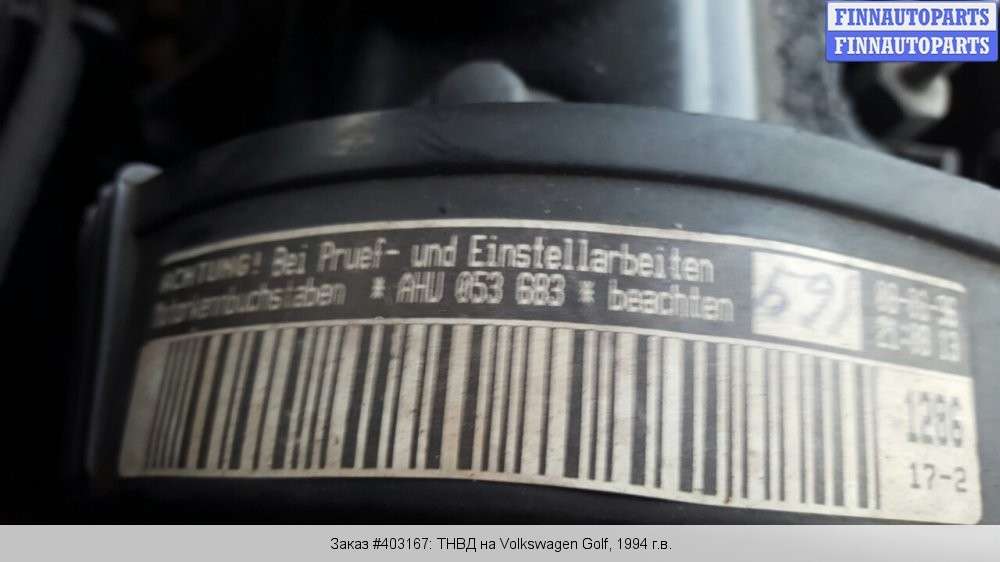 FINNAUTOPARTS
FINNAUTOPARTS
ACHTUNG! Bei Pruef- und Einstellarbeiten
Motorkennbuchstaben * AHU 053 683 * beachten
591
1286
17-2
Заказ #403167: ТНВД на Volkswagen Golf, 1994 г.в.